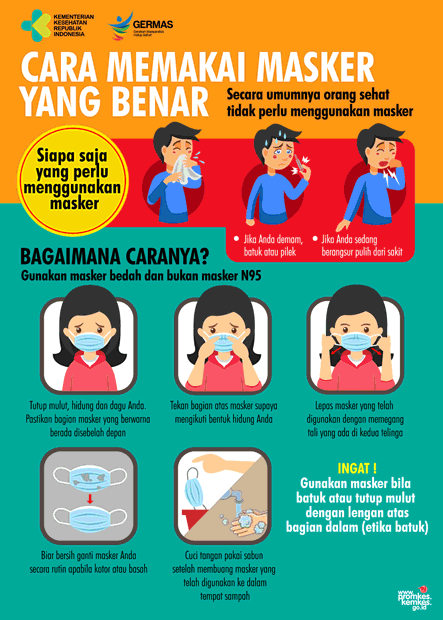 KEMENTERIAN
KESEHATAN
REPUBLIK
INDONESIA
GERMAS
Gerakan Masyarakat
Hidup Sehat
CARA MEMAKAI MASKER
YANG BENAR
Secara umumnya orang sehat
tidak perlu menggunakan masker
Siapa saja
yang perlu
menggunakan
masker
• Jika Anda demam,
batuk atau pilek
• Jika Anda sedang
berangsur pulih dari sakit
BAGAIMANA CARANYA?
Gunakan masker bedah dan bukan masker N95
Tutup mulut, hidung dan dagu Anda.
Pastikan bagian masker yang berwarna
berada disebelah depan
Tekan bagian atas masker supaya
mengikuti bentuk hidung Anda
Lepas masker yang telah
digunakan dengan memegang
tali yang ada di kedua telinga
Biar bersih ganti masker Anda
secara rutin apabila kotor atau basah
Cuci tangan pakai sabun
setelah membuang masker yang
telah digunakan ke dalam
tempat sampah
INGAT !
Gunakan masker bila
batuk atau tutup mulut
dengan lengan atas
bagian dalam (etika batuk)
www.
promkes.
kemkes.
go.id